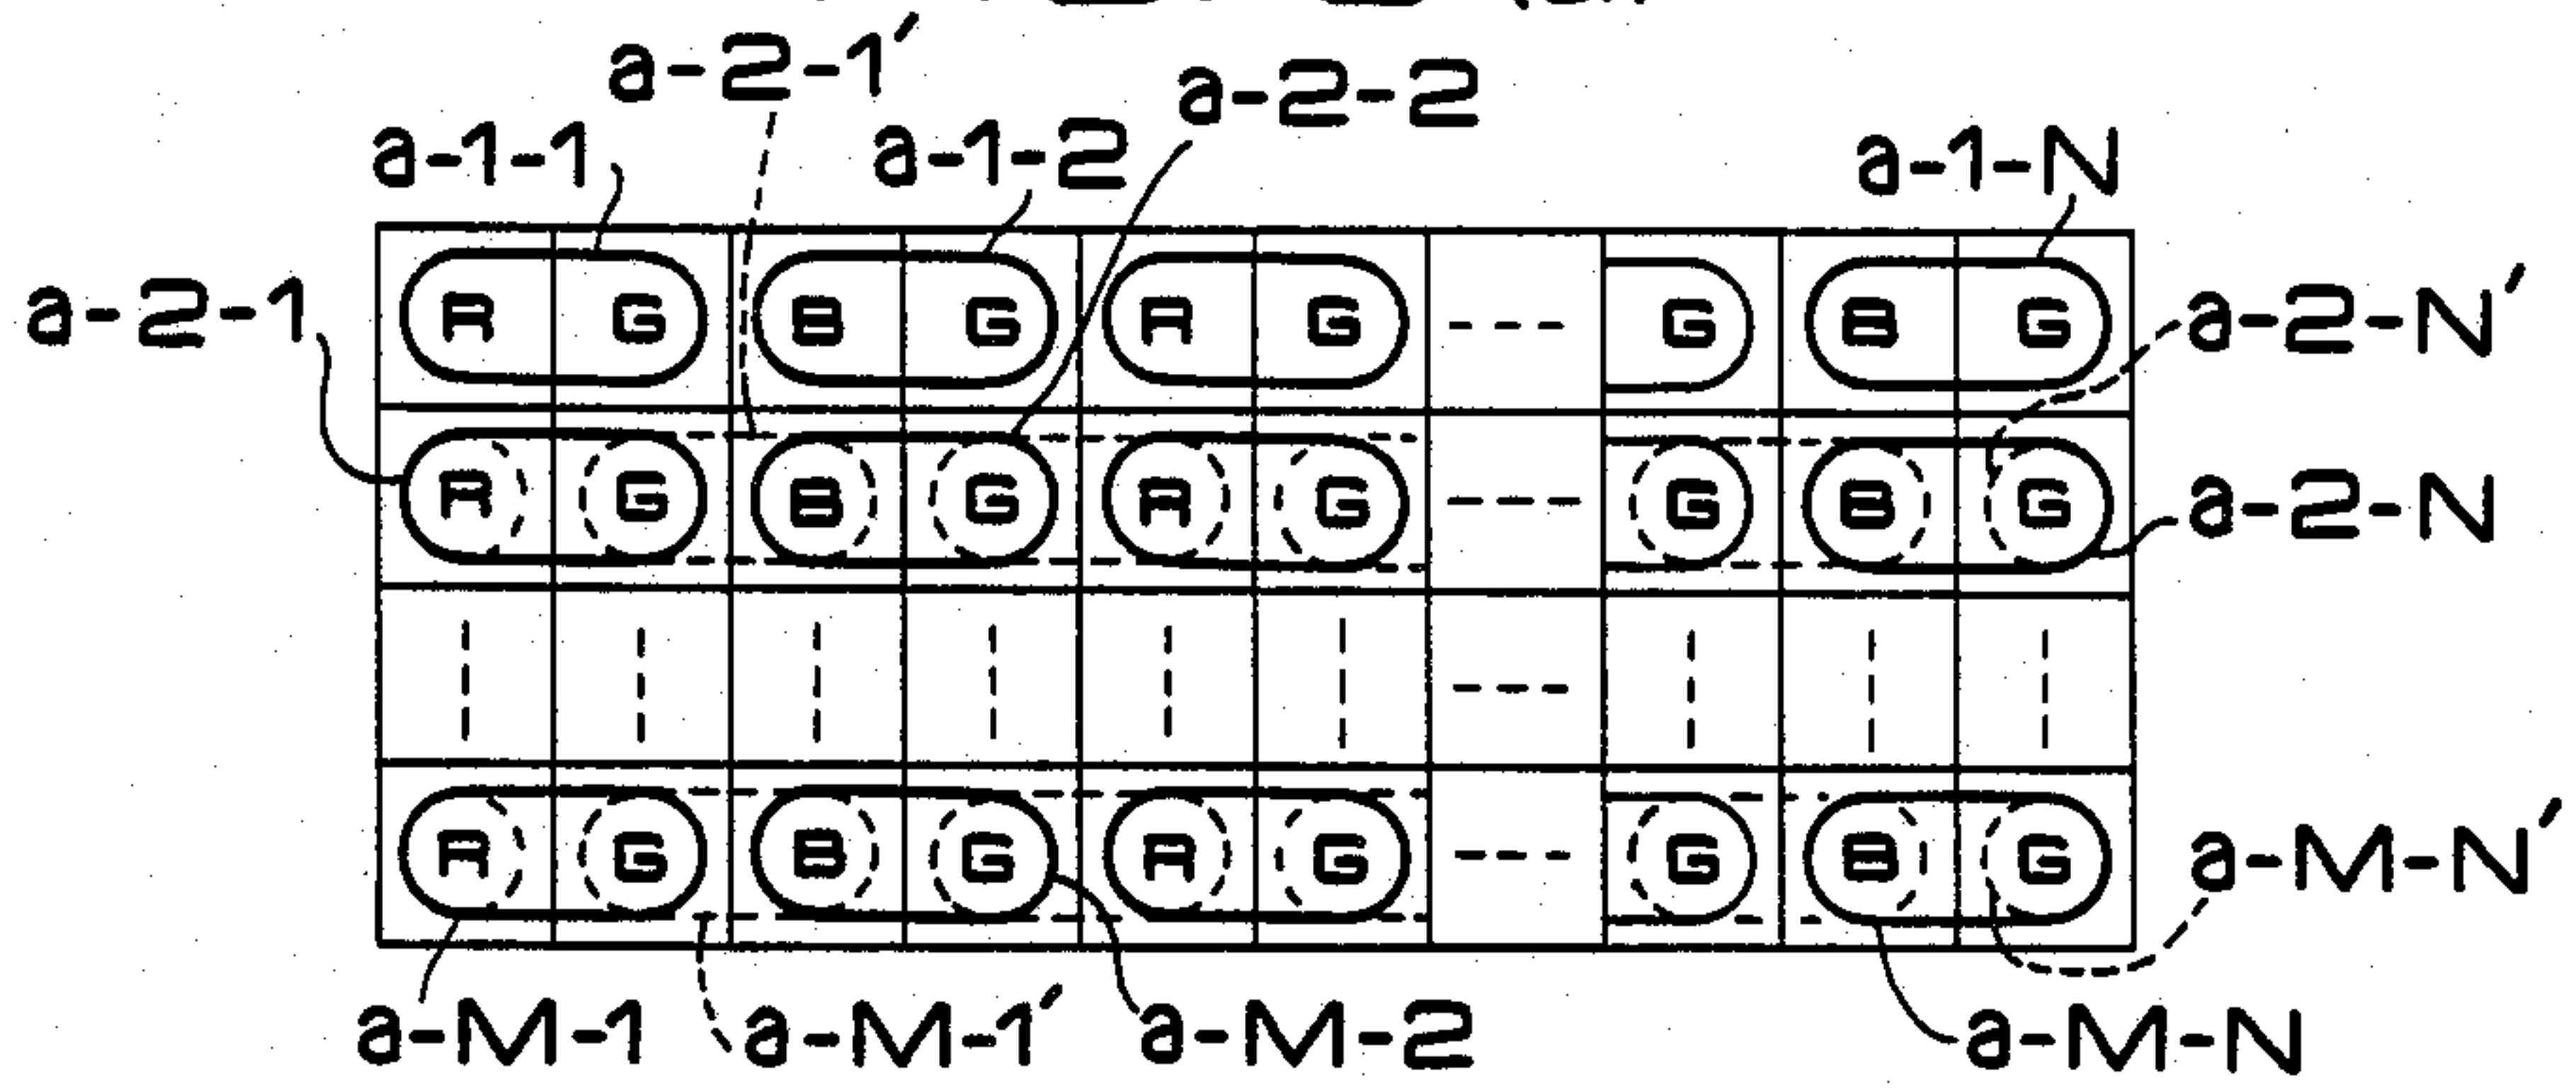 a-2-1′ a-2-2
a-1-1 a-1-2 a-1-N
a-2-1 R G B G R G --- G B G a-2-N′
R G B G R G --- G B G a-2-N
---
R G B G R G --- G B G a-M-N′
a-M-1 a-M-1′ a-M-2 a-M-N